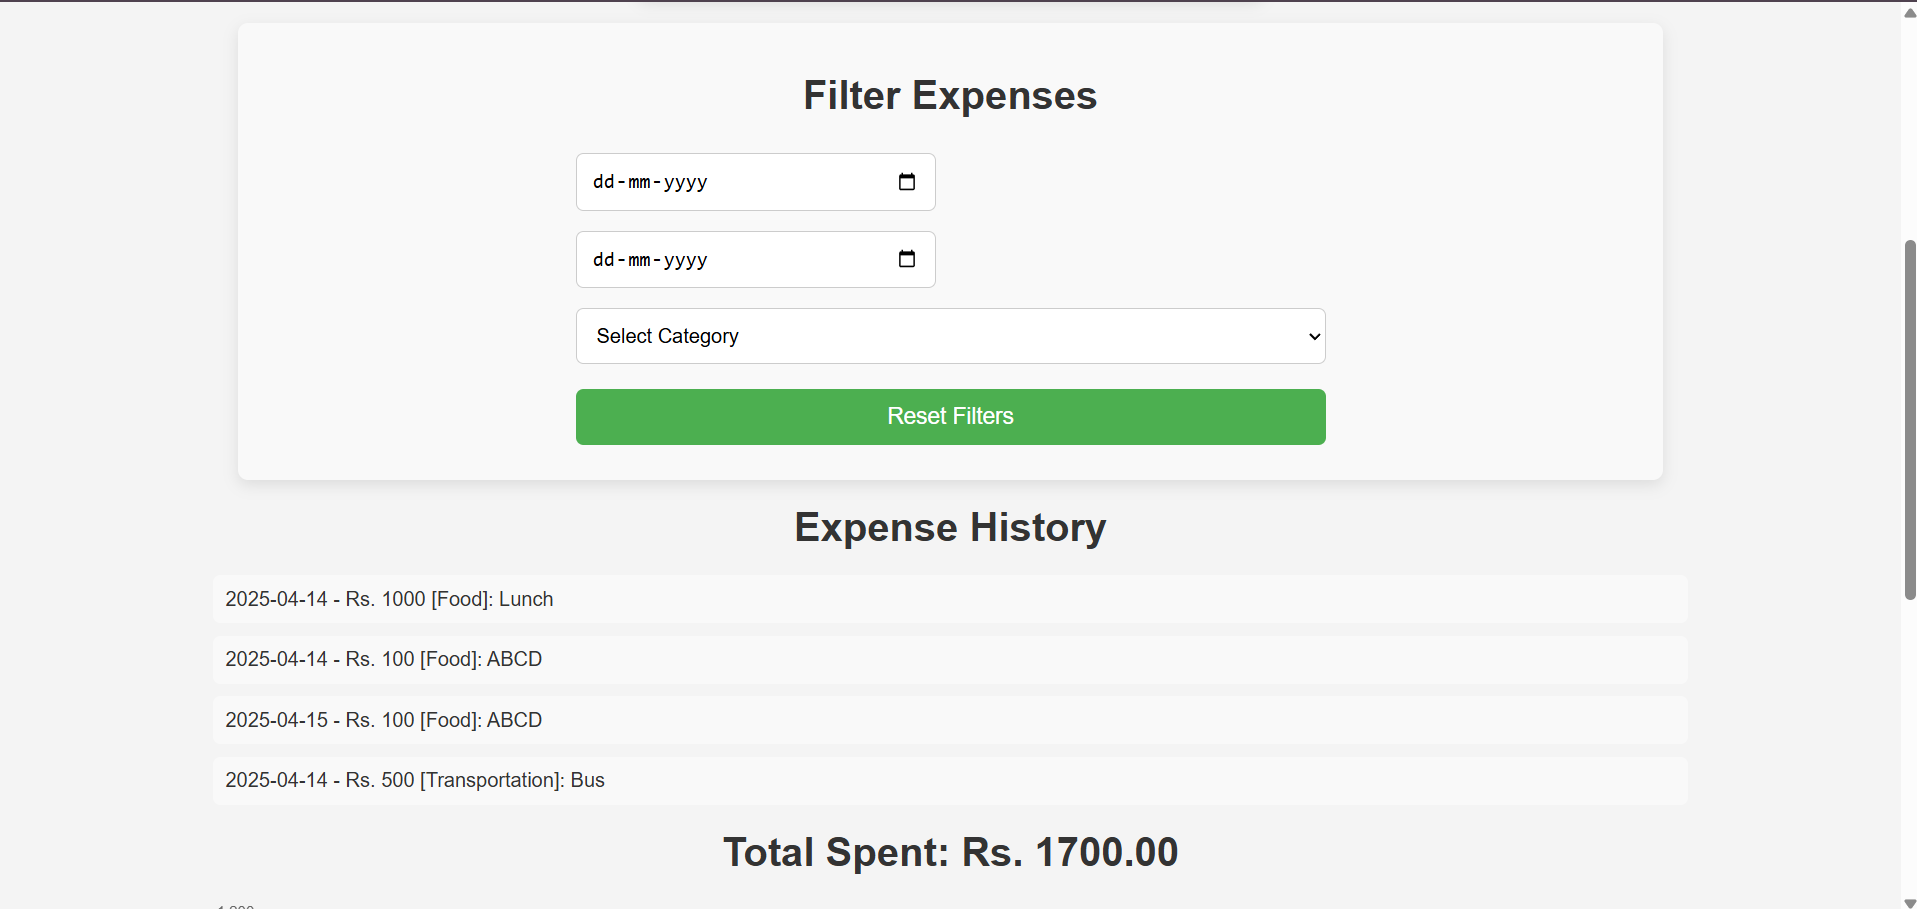 Filter Expenses
dd-mm-yyyy
dd-mm-yyyy
Select Category
Reset Filters
Expense History
2025-04-14 - Rs. 1000 [Food]: Lunch
2025-04-14 - Rs. 100 [Food]: ABCD
2025-04-15 - Rs. 100 [Food]: ABCD
2025-04-14 - Rs. 500 [Transportation]: Bus
Total Spent: Rs. 1700.00